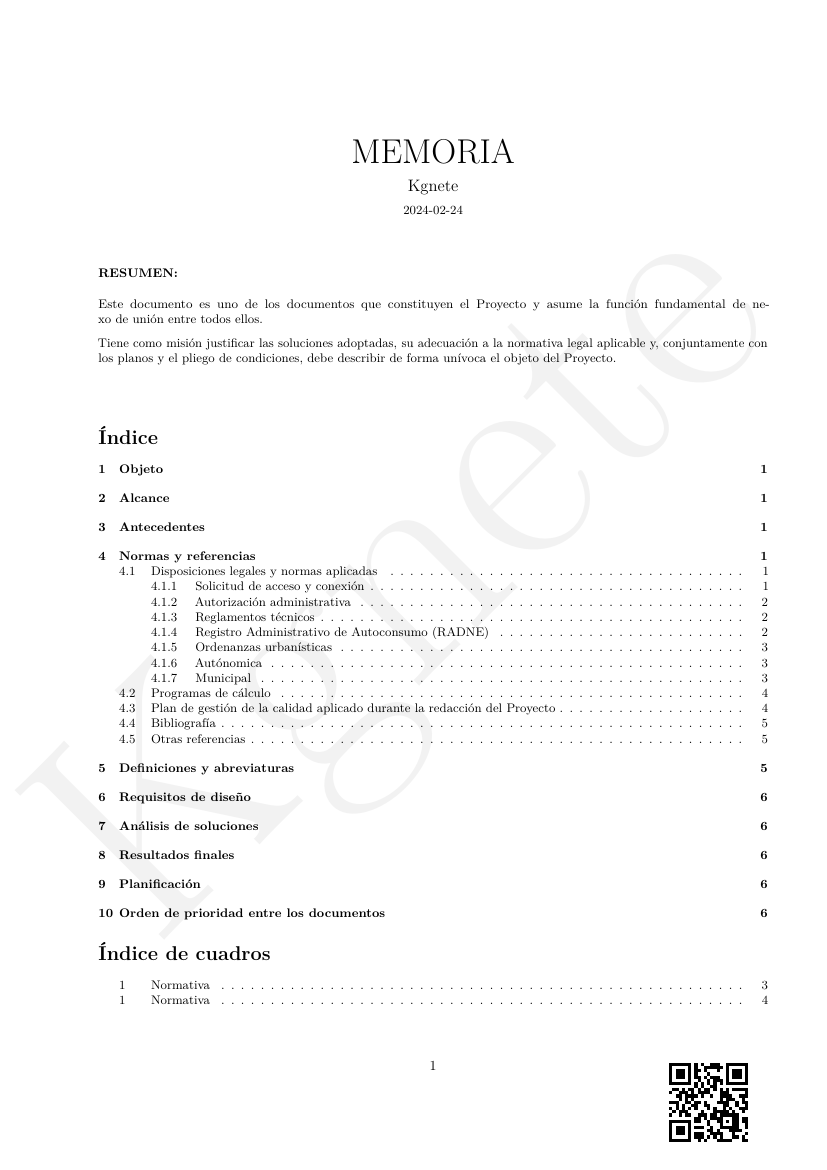 MEMORIA
Kgnete
2024-02-24
RESUMEN:
Este documento es uno de los documentos que constituyen el Proyecto y asume la función fundamental de ne-
xo de unión entre todos ellos.
Tiene como misión justificar las soluciones adoptadas, su adecuación a la normativa legal aplicable y, conjuntamente con
los planos y el pliego de condiciones, debe describir de forma unívoca el objeto del Proyecto.
Índice
1 Objeto 1
2 Alcance 1
3 Antecedentes 1
4 Normas y referencias 1
4.1 Disposiciones legales y normas aplicadas . . . . . . . . . . . . . . . . . . . . 1
4.1.1 Solicitud de acceso y conexión . . . . . . . . . . . . . . . . . . . . 1
4.1.2 Autorización administrativa . . . . . . . . . . . . . . . . . . . . 2
4.1.3 Reglamentos técnicos . . . . . . . . . . . . . . . . . . . . 2
4.1.4 Registro Administrativo de Autoconsumo (RADNE) . . . . . . . . . . . . . . . . . . . . 2
4.1.5 Ordenanzas urbanísticas . . . . . . . . . . . . . . . . . . . . 3
4.1.6 Autónomica . . . . . . . . . . . . . . . . . . . . 3
4.1.7 Municipal . . . . . . . . . . . . . . . . . . . . 3
4.2 Programas de cálculo . . . . . . . . . . . . . . . . . . . . 4
4.3 Plan de gestión de la calidad aplicado durante la redacción del Proyecto . . . . . . . . . . . . . . . . . . . 4
4.4 Bibliografía . . . . . . . . . . . . . . . . . . . . 5
4.5 Otras referencias . . . . . . . . . . . . . . . . . . . . 5
5 Definiciones y abreviaturas 5
6 Requisitos de diseño 6
7 Análisis de soluciones 6
8 Resultados finales 6
9 Planificación 6
10 Orden de prioridad entre los documentos 6
Índice de cuadros
1 Normativa . . . . . . . . . . . . . . . . . . . . 3
1 Normativa . . . . . . . . . . . . . . . . . . . . 4
1
Kgnete